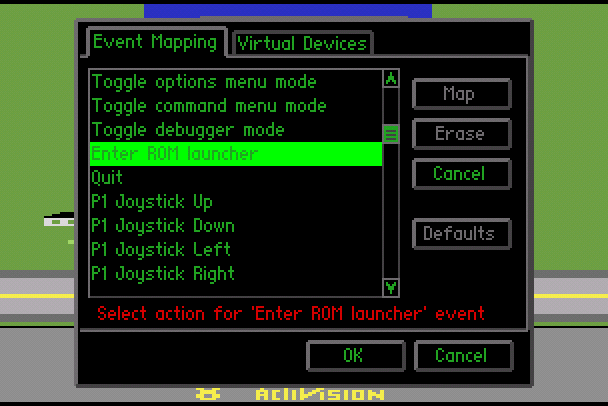 Event Mapping
Virtual Devices
Toggle options menu mode
Toggle command menu mode
Toggle debugger mode
Enter ROM launcher
Quit
P1 Joystick Up
P1 Joystick Down
P1 Joystick Left
P1 Joystick Right
Map
Erase
Cancel
Defaults
Select action for 'Enter ROM launcher' event
OK
Cancel
ACTIVISION